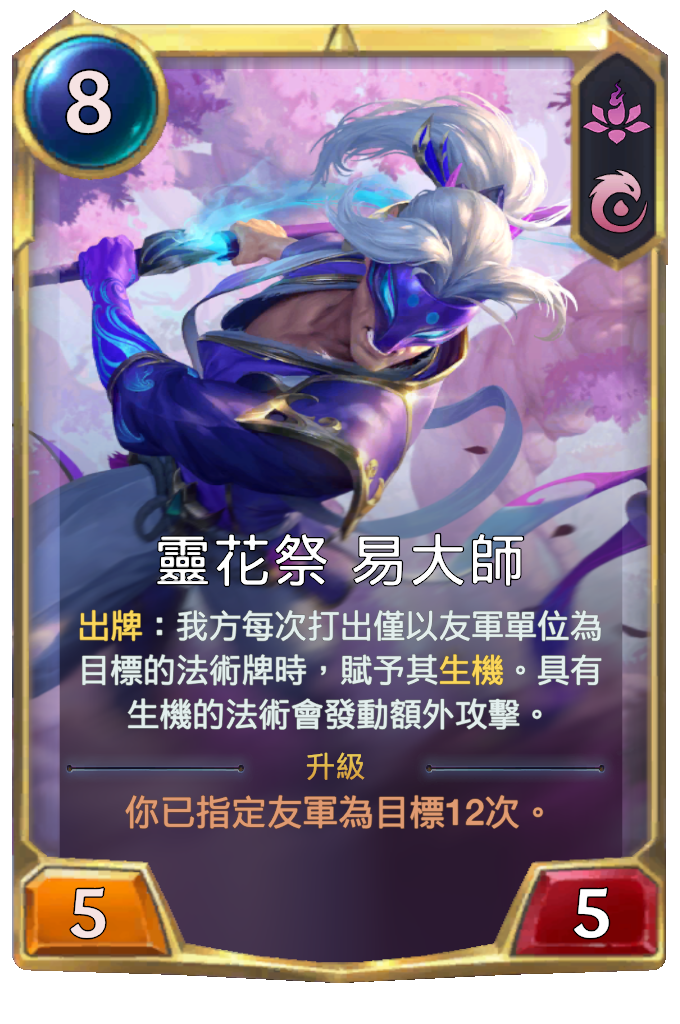 8
靈花祭 易大師
出牌：我方每次打出僅以友軍單位為
目標的法術牌時，賦予其生機。具有
生機的法術會發動額外攻擊。
升級
你已指定友軍為目標12次。
5
5